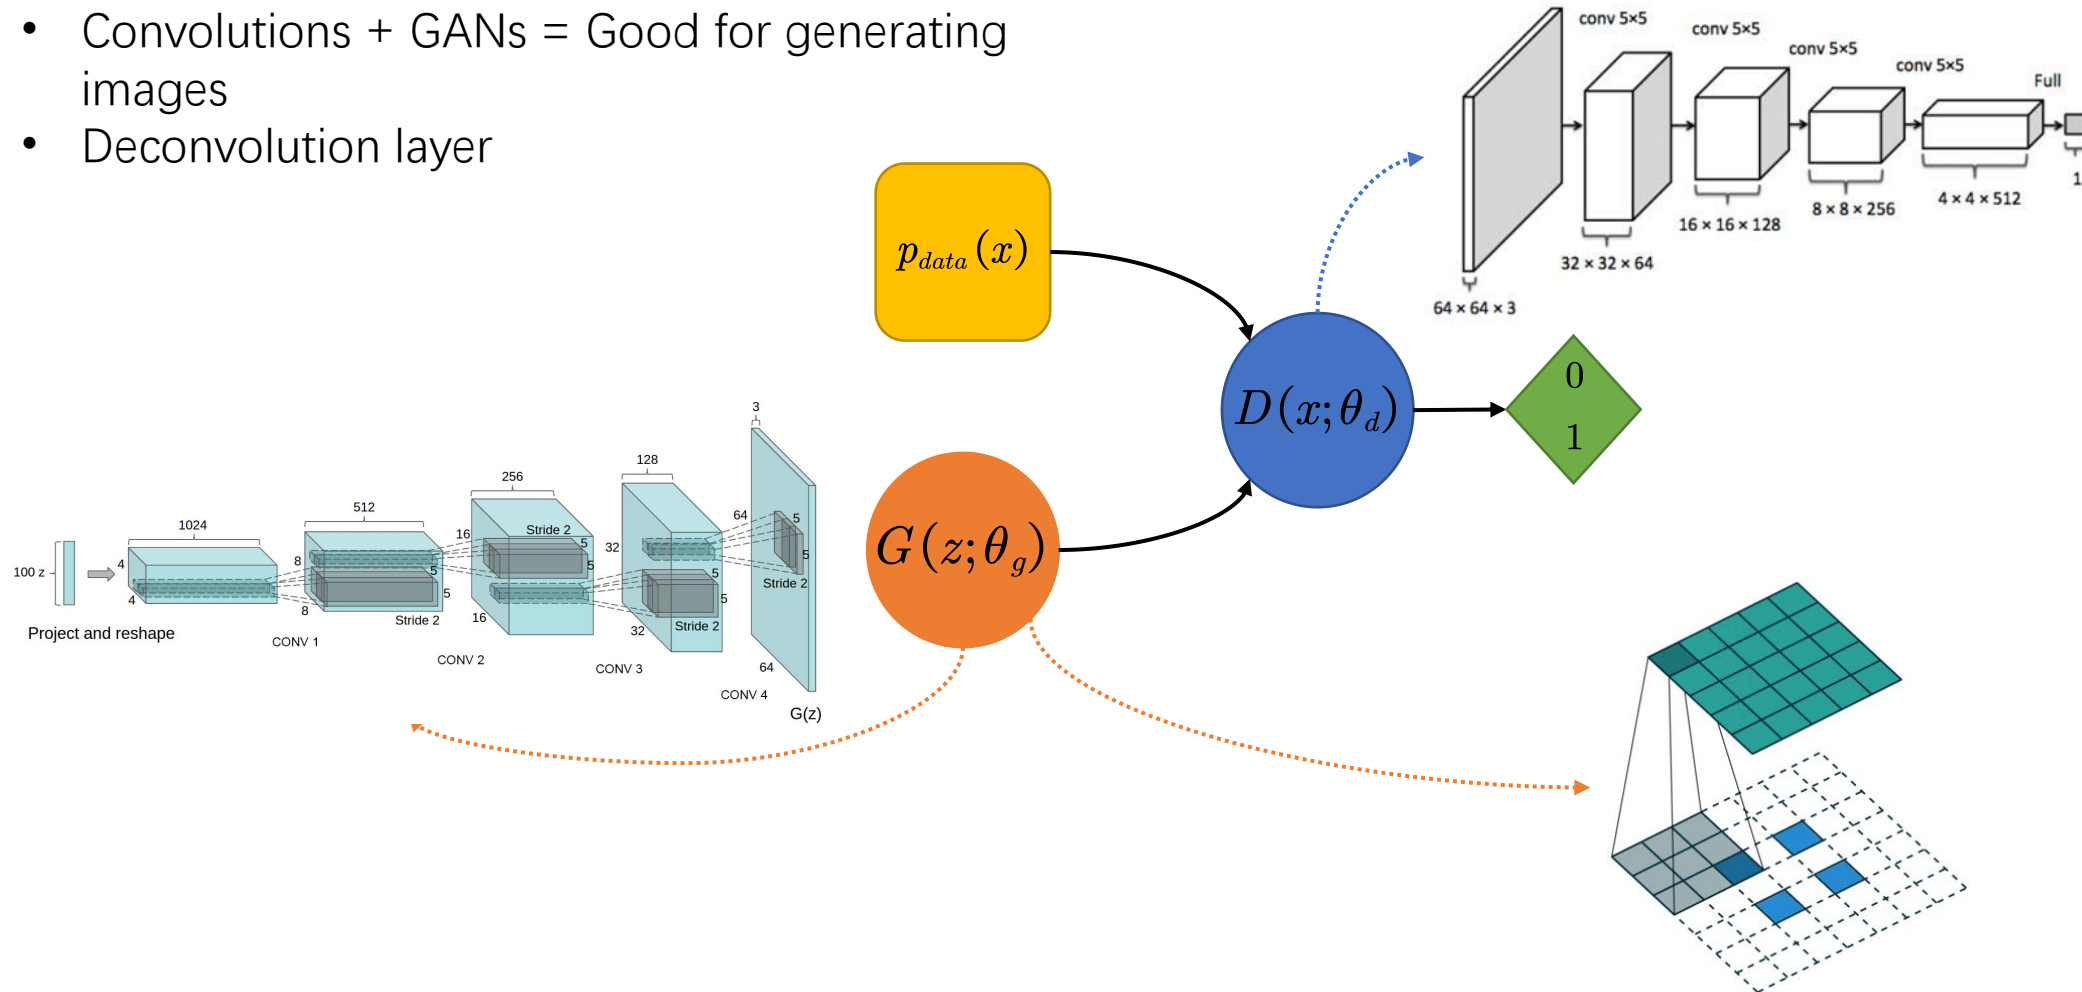 • Convolutions + GANs = Good for generating
images
• Deconvolution layer
conv 5×5
conv 5×5
conv 5×5
conv 5×5
Full
64 × 64 × 3
32 × 32 × 64
16 × 16 × 128
8 × 8 × 256
4 × 4 × 512
1
p_data(x)
D(x; θ_d)
0
1
G(z; θ_g)
100 z
Project and reshape
1024
4
4
CONV 1
512
8
8
5
5
Stride 2
CONV 2
256
16
16
Stride 2
5
5
CONV 3
128
32
32
5
5
Stride 2
CONV 4
3
64
64
5
5
Stride 2
G(z)